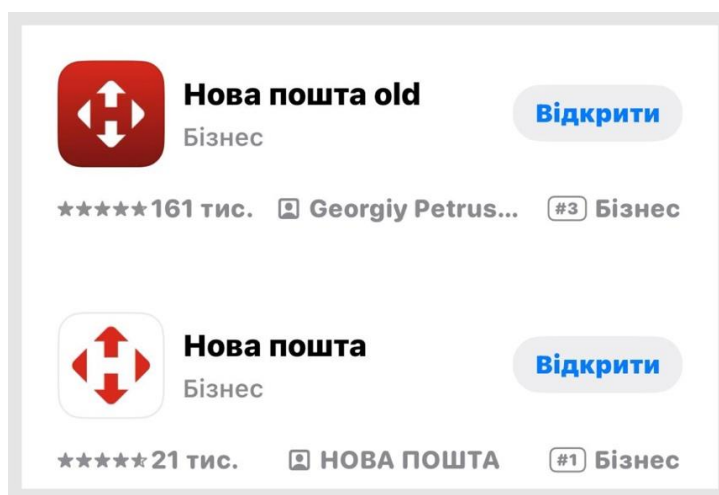 Нова пошта old
Бізнес
Відкрити
★★★★★161 тис. Georgiy Petrus... #3 Бізнес
Нова пошта
Бізнес
Відкрити
★★★★★21 тис. НОВА ПОШТА #1 Бізнес